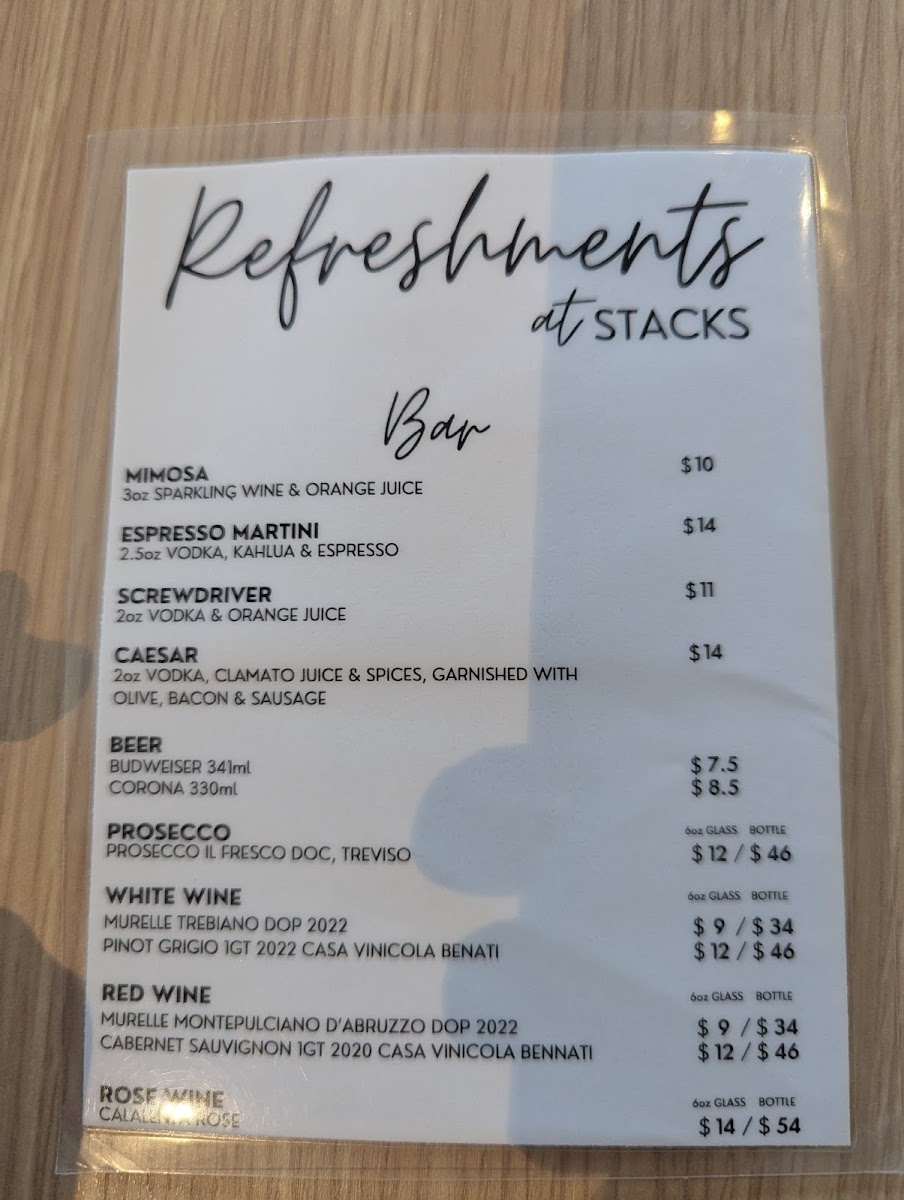 Refreshments
at STACKS
Bar
MIMOSA $10
3oz SPARKLING WINE & ORANGE JUICE
ESPRESSO MARTINI $14
2.5oz VODKA, KAHLUA & ESPRESSO
SCREWDRIVER $11
2oz VODKA & ORANGE JUICE
CAESAR $14
2oz VODKA, CLAMATO JUICE & SPICES, GARNISHED WITH
OLIVE, BACON & SAUSAGE
BEER
BUDWEISER 341ml $7.5
CORONA 330ml $8.5
PROSECCO 6oz GLASS BOTTLE
PROSECCO IL FRESCO DOC, TREVISO $12 / $46
WHITE WINE 6oz GLASS BOTTLE
MURELLE TREBIANO DOP 2022 $9 / $34
PINOT GRIGIO 1GT 2022 CASA VINICOLA BENATI $12 / $46
RED WINE 6oz GLASS BOTTLE
MURELLE MONTEPULCIANO D'ABRUZZO DOP 2022 $9 / $34
CABERNET SAUVIGNON 1GT 2020 CASA VINICOLA BENNATI $12 / $46
ROSE WINE 6oz GLASS BOTTLE
ROSE $14 / $54